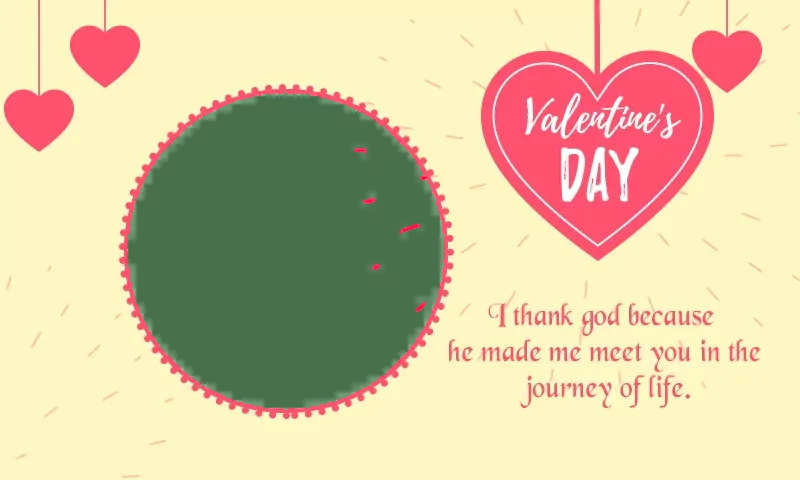 Valentine's
DAY
I thank god because
he made me meet you in the
journey of life.